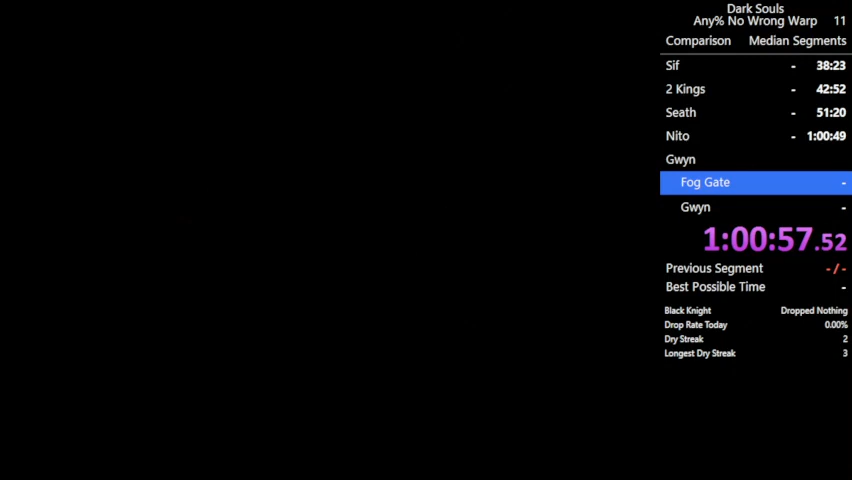 Dark Souls
Any% No Wrong Warp 11
Comparison Median Segments
Sif - 38:23
2 Kings - 42:52
Seath - 51:20
Nito - 1:00:49
Gwyn
Fog Gate -
Gwyn -
1:00:57.52
Previous Segment - / -
Best Possible Time -
Black Knight Dropped Nothing
Drop Rate Today 0.00%
Dry Streak 2
Longest Dry Streak 3